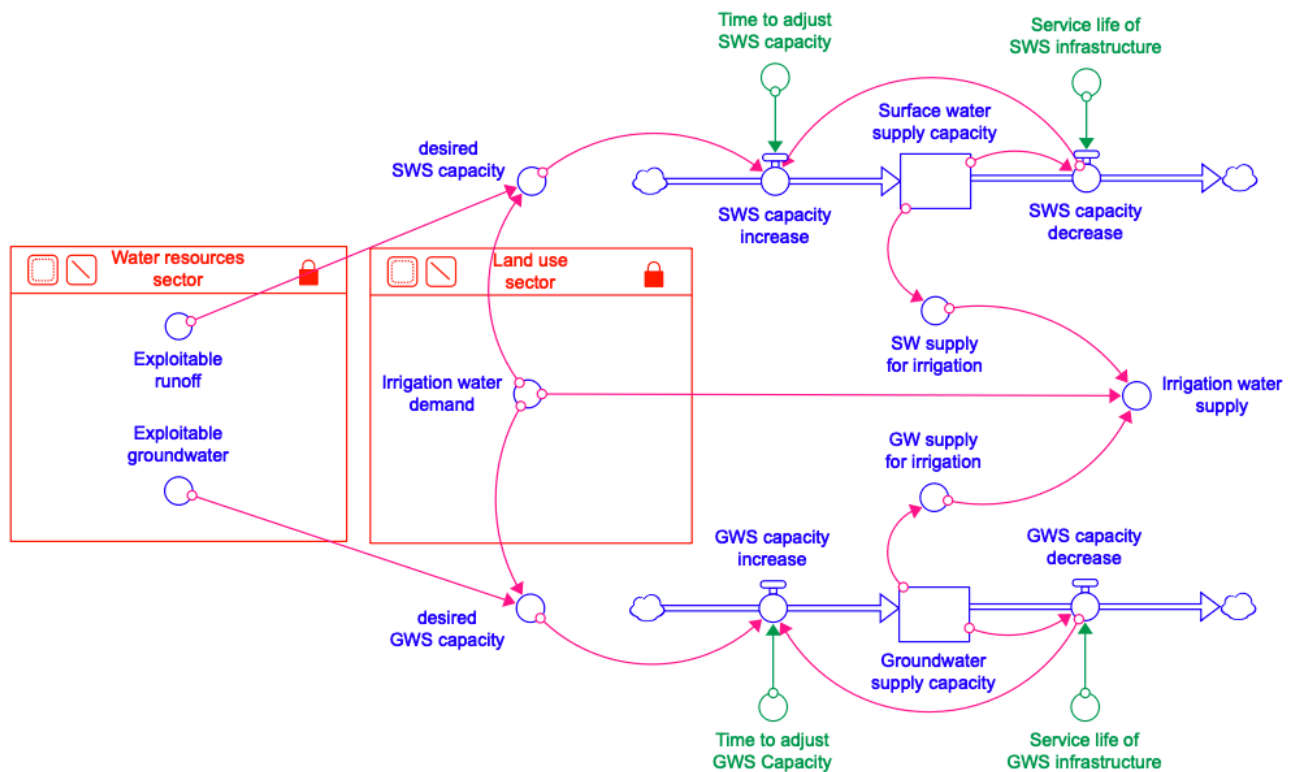 Time to adjust
SWS capacity
Service life of
SWS infrastructure
Surface water
supply capacity
desired
SWS capacity
SWS capacity
increase
SWS capacity
decrease
Water resources
sector
Land use
sector
Exploitable
runoff
SW supply
for irrigation
Irrigation water
demand
Irrigation water
supply
Exploitable
groundwater
GW supply
for irrigation
GWS capacity
increase
GWS capacity
decrease
desired
GWS capacity
Groundwater
supply capacity
Time to adjust
GWS Capacity
Service life of
GWS infrastructure